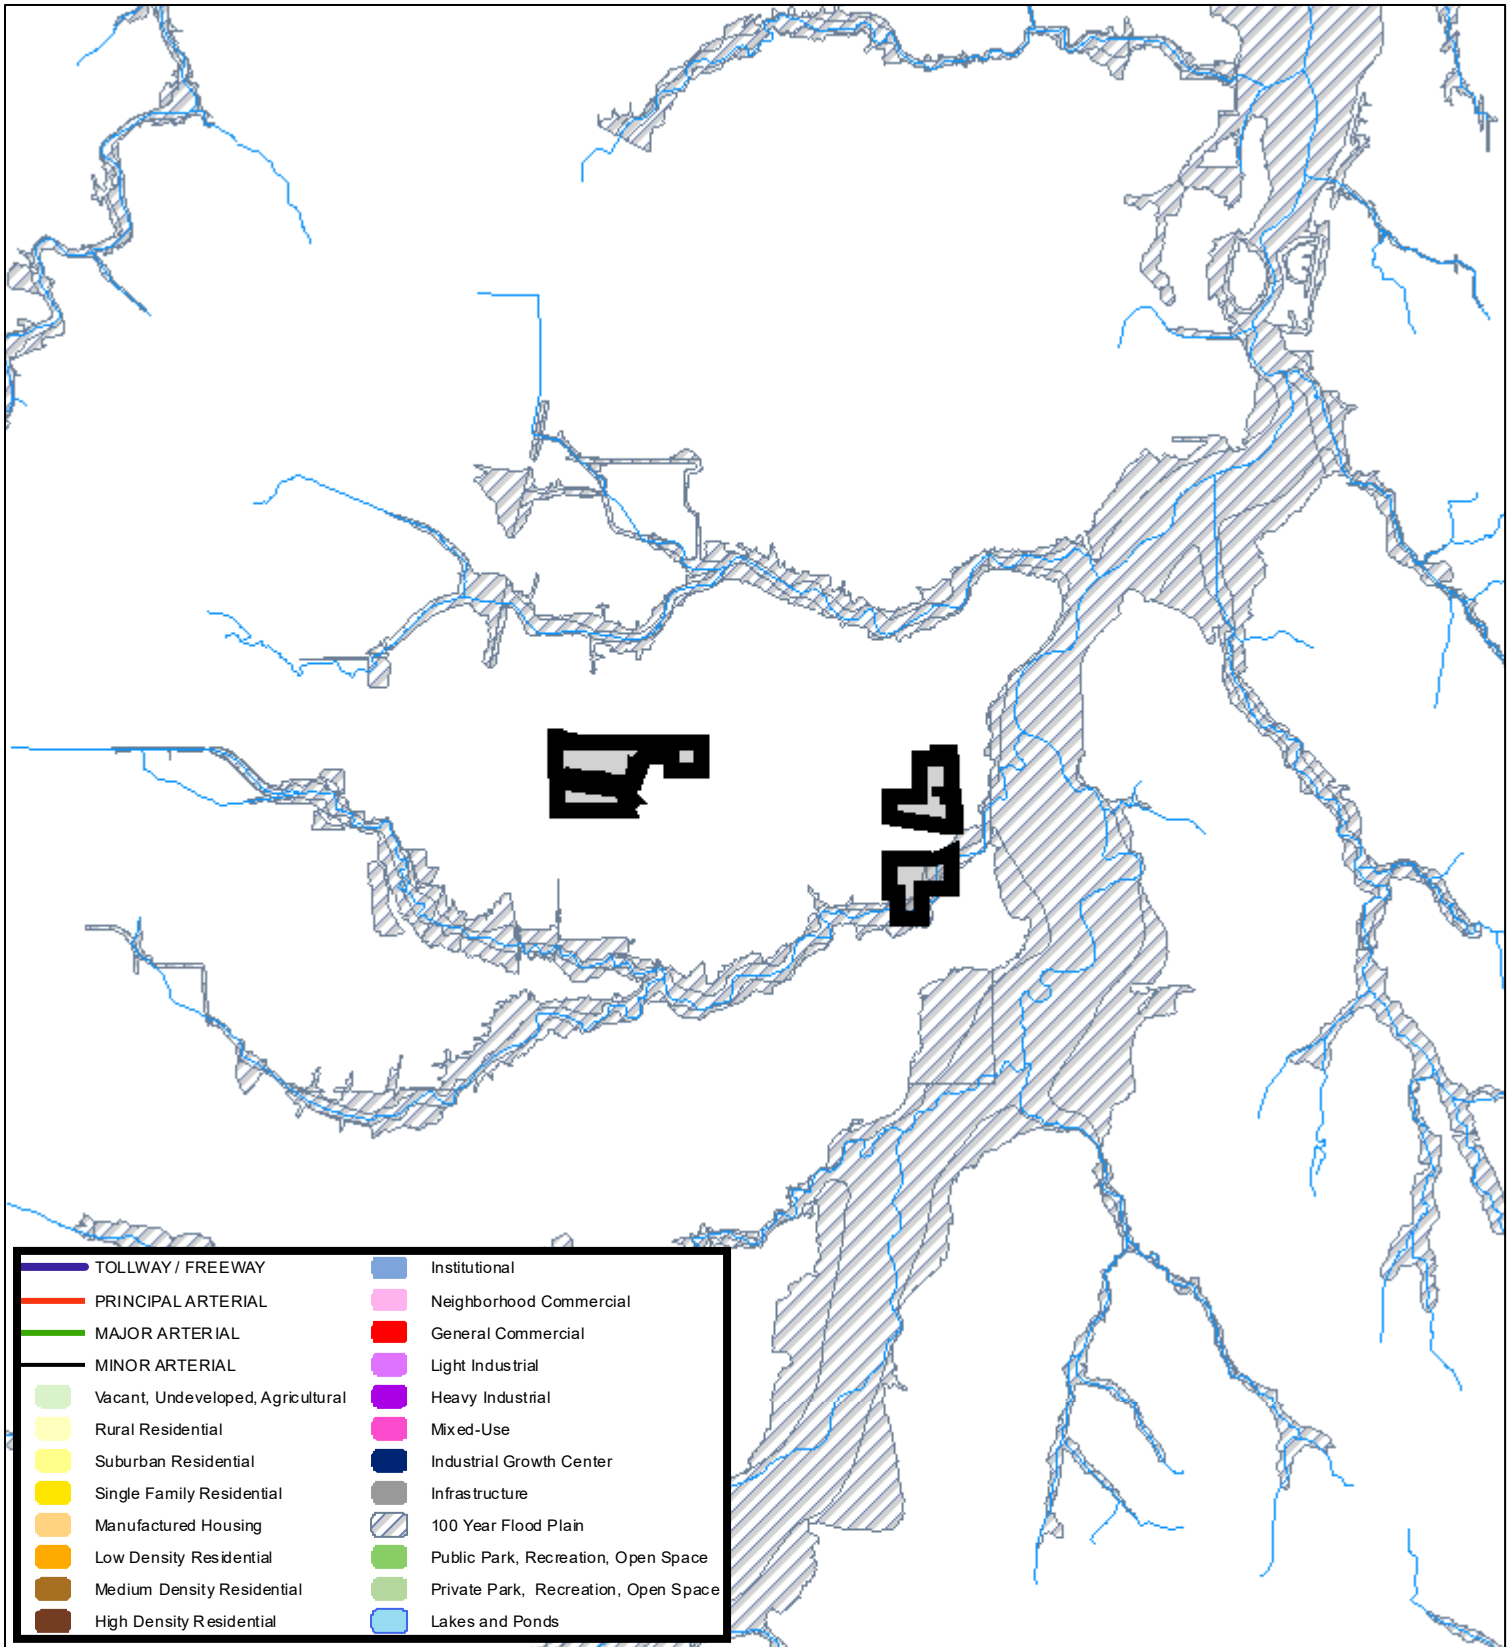 TOLLWAY / FREEWAY
PRINCIPAL ARTERIAL
MAJOR ARTERIAL
MINOR ARTERIAL
Vacant, Undeveloped, Agricultural
Rural Residential
Suburban Residential
Single Family Residential
Manufactured Housing
Low Density Residential
Medium Density Residential
High Density Residential
Institutional
Neighborhood Commercial
General Commercial
Light Industrial
Heavy Industrial
Mixed-Use
Industrial Growth Center
Infrastructure
100 Year Flood Plain
Public Park, Recreation, Open Space
Private Park, Recreation, Open Space
Lakes and Ponds